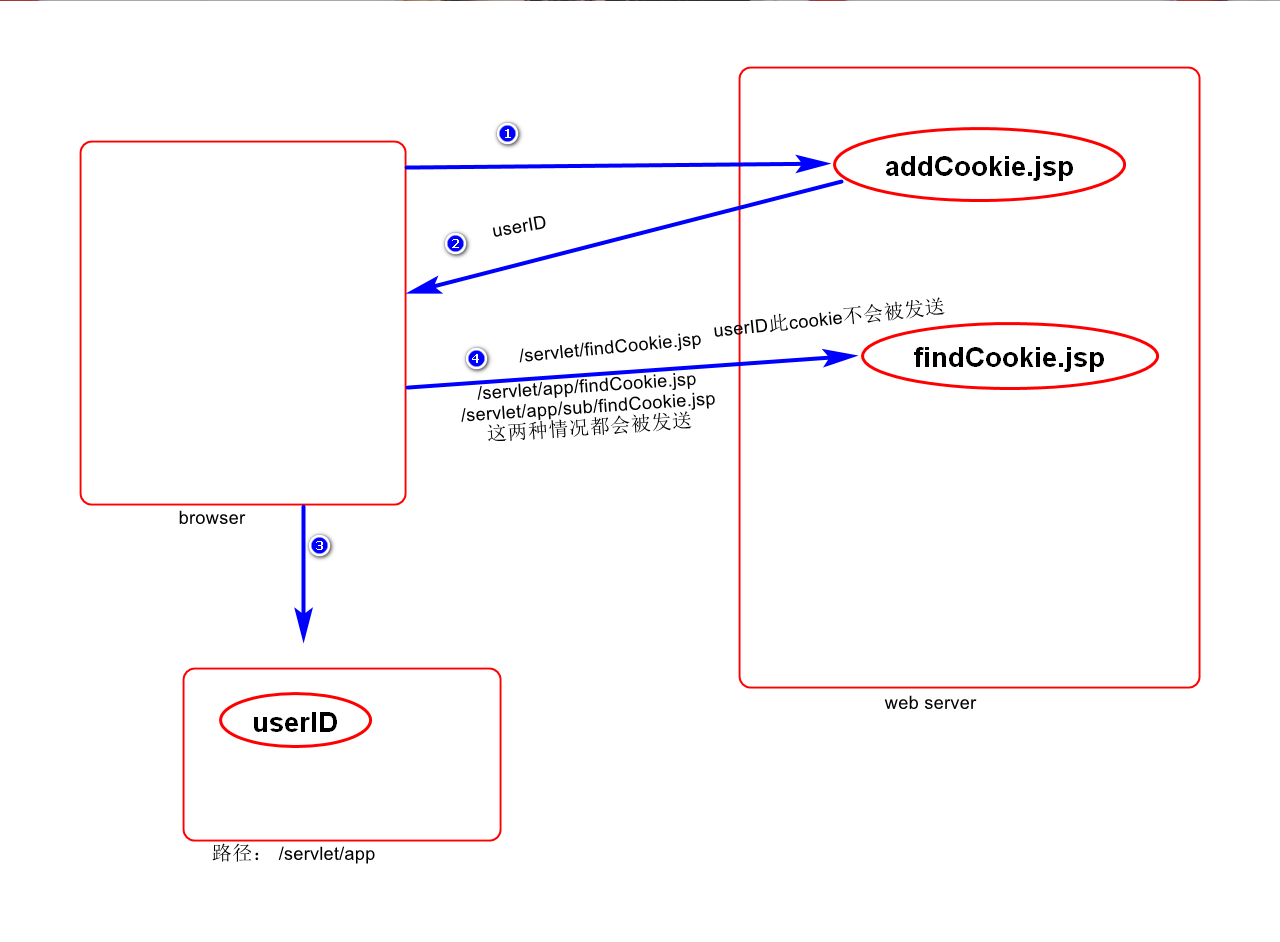 1
addCookie.jsp
userID
2
userID此cookie不会被发送
/servlet/findCookie.jsp
4
findCookie.jsp
/servlet/app/findCookie.jsp
/servlet/app/sub/findCookie.jsp
这两种情况都会被发送
browser
3
web server
userID
路径： /servlet/app